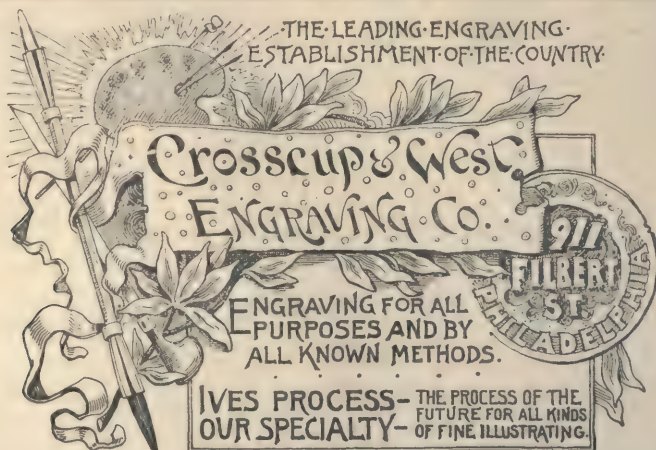 THE·LEADING·ENGRAVING·
ESTABLISHMENT·OF·THE·COUNTRY·
Crosscup & West
ENGRAVING CO.
911
FILBERT
ST.
PHILADELPHIA
ENGRAVING FOR ALL
PURPOSES AND BY
ALL KNOWN METHODS.
IVES PROCESS–
OUR SPECIALTY–
THE PROCESS OF THE
FUTURE FOR ALL KINDS
OF FINE ILLUSTRATING.